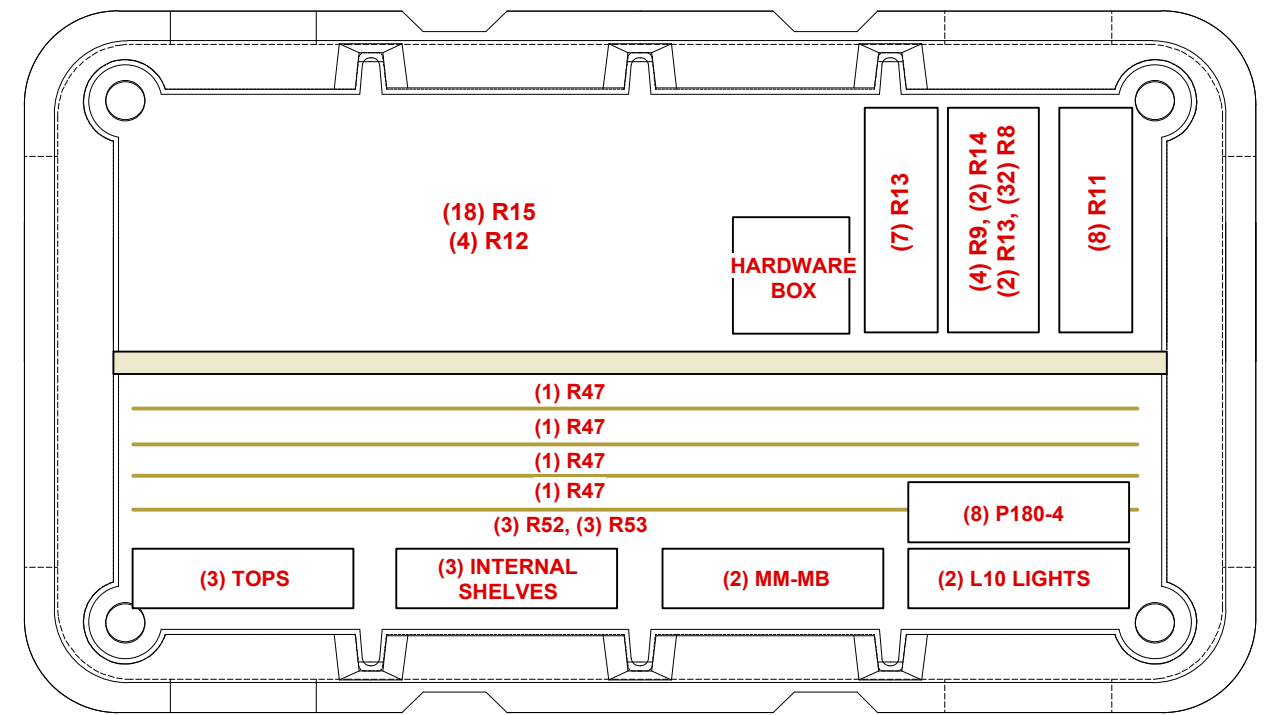 (18) R15
(4) R12
HARDWARE
BOX
(7) R13
(4) R9, (2) R14
(2) R13, (32) R8
(8) R11
(1) R47
(1) R47
(1) R47
(1) R47
(3) R52, (3) R53
(8) P180-4
(3) TOPS
(3) INTERNAL
SHELVES
(2) MM-MB
(2) L10 LIGHTS